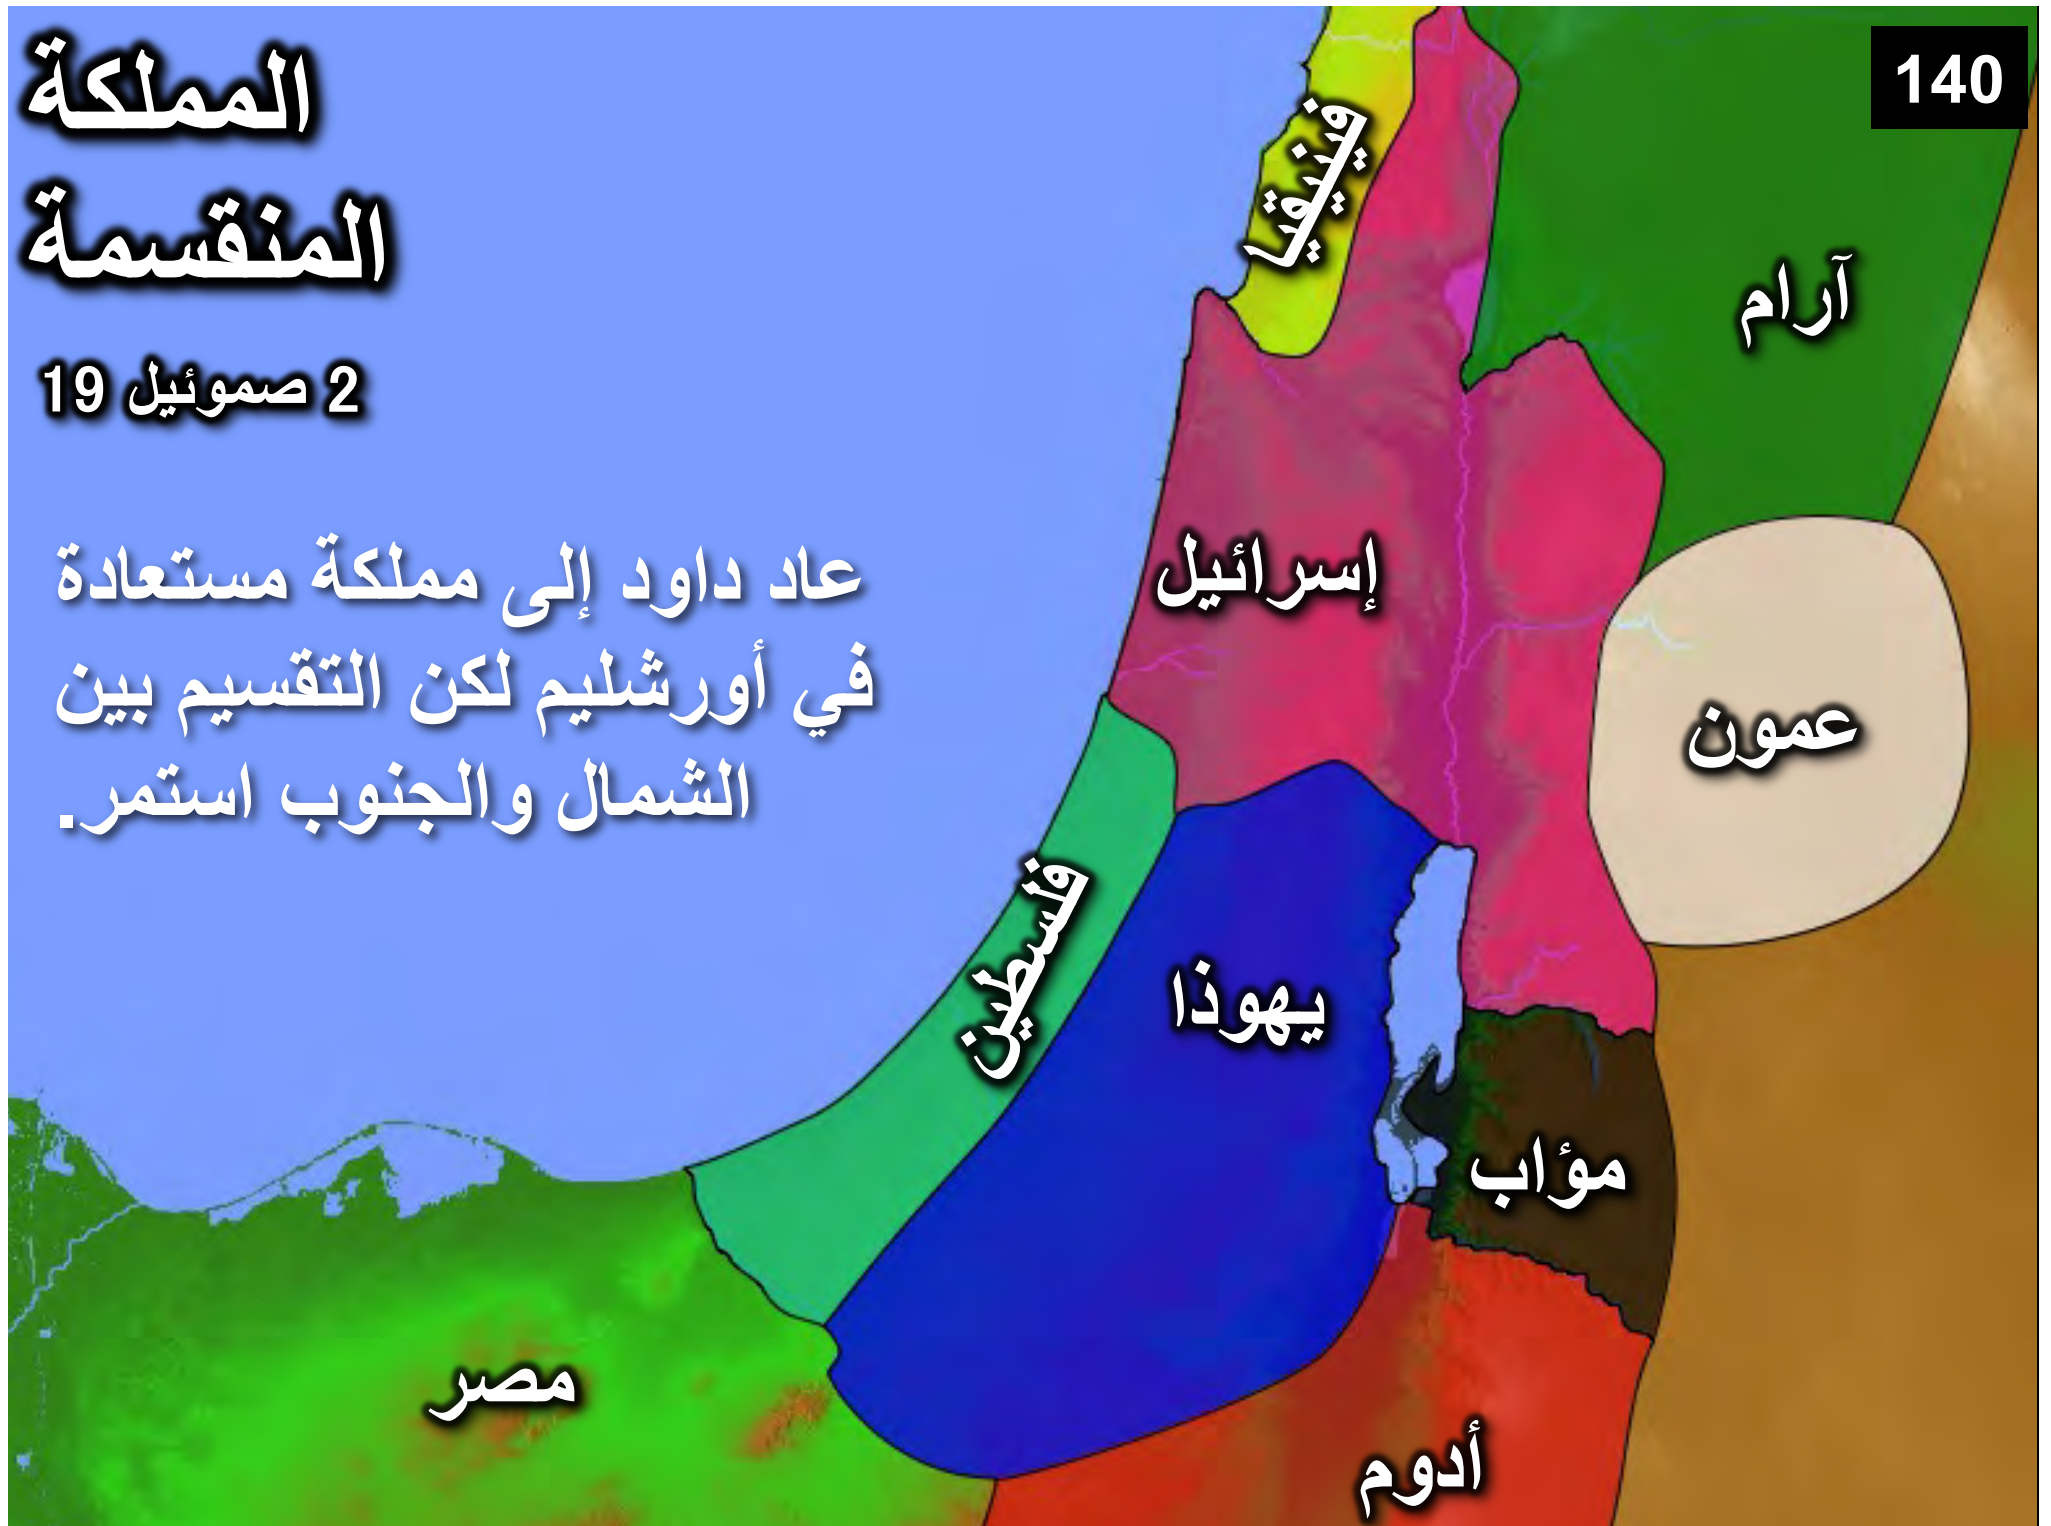 المملكة
المنقسمة
2 صموئيل 19
140
عاد داود إلى مملكة مستعادة
في أورشليم لكن التقسيم بين
الشمال والجنوب استمر.
فينيقيا
آرام
إسرائيل
عمون
فلسطين
يهوذا
مؤاب
مصر
أدوم